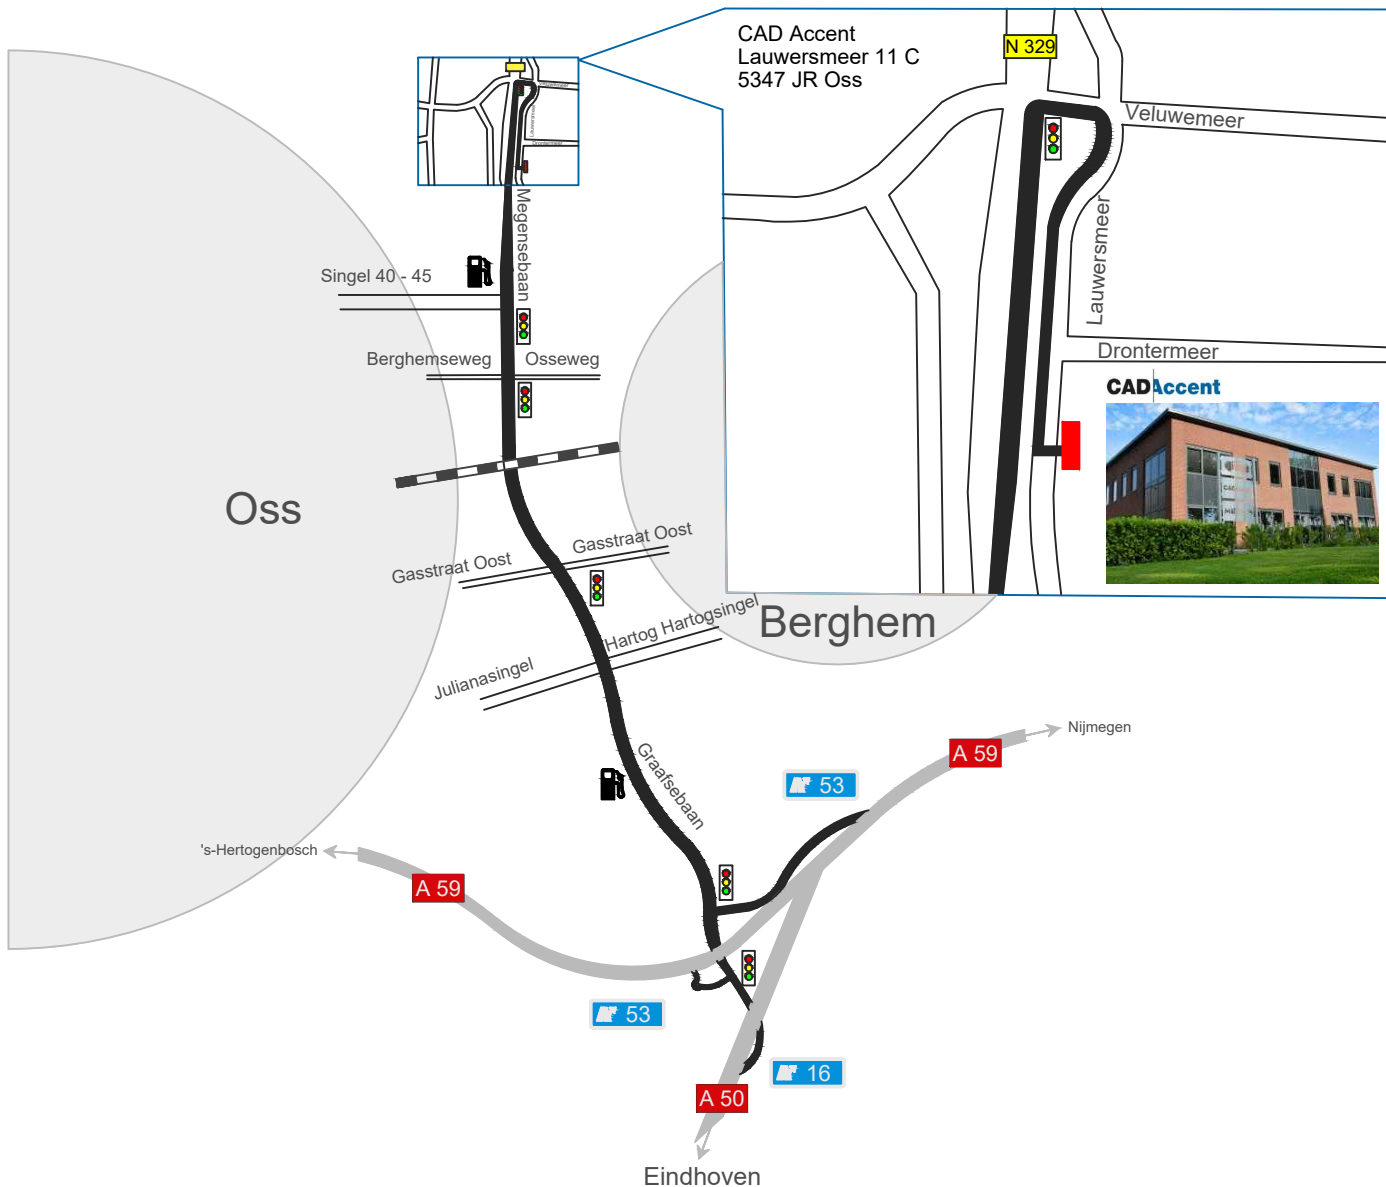 CAD Accent
Lauwersmeer 11 C
5347 JR Oss
N 329
Veluwemeer
Lauwersmeer
Drontermeer
CADAccent
Megensebaan
Singel 40 - 45
Berghemseweg
Osseweg
Oss
Gasstraat Oost
Gasstraat Oost
Hartog Hartogsingel
Berghem
Julianasingel
Graafsebaan
Nijmegen
A 59
53
's-Hertogenbosch
A 59
53
16
A 50
Eindhoven